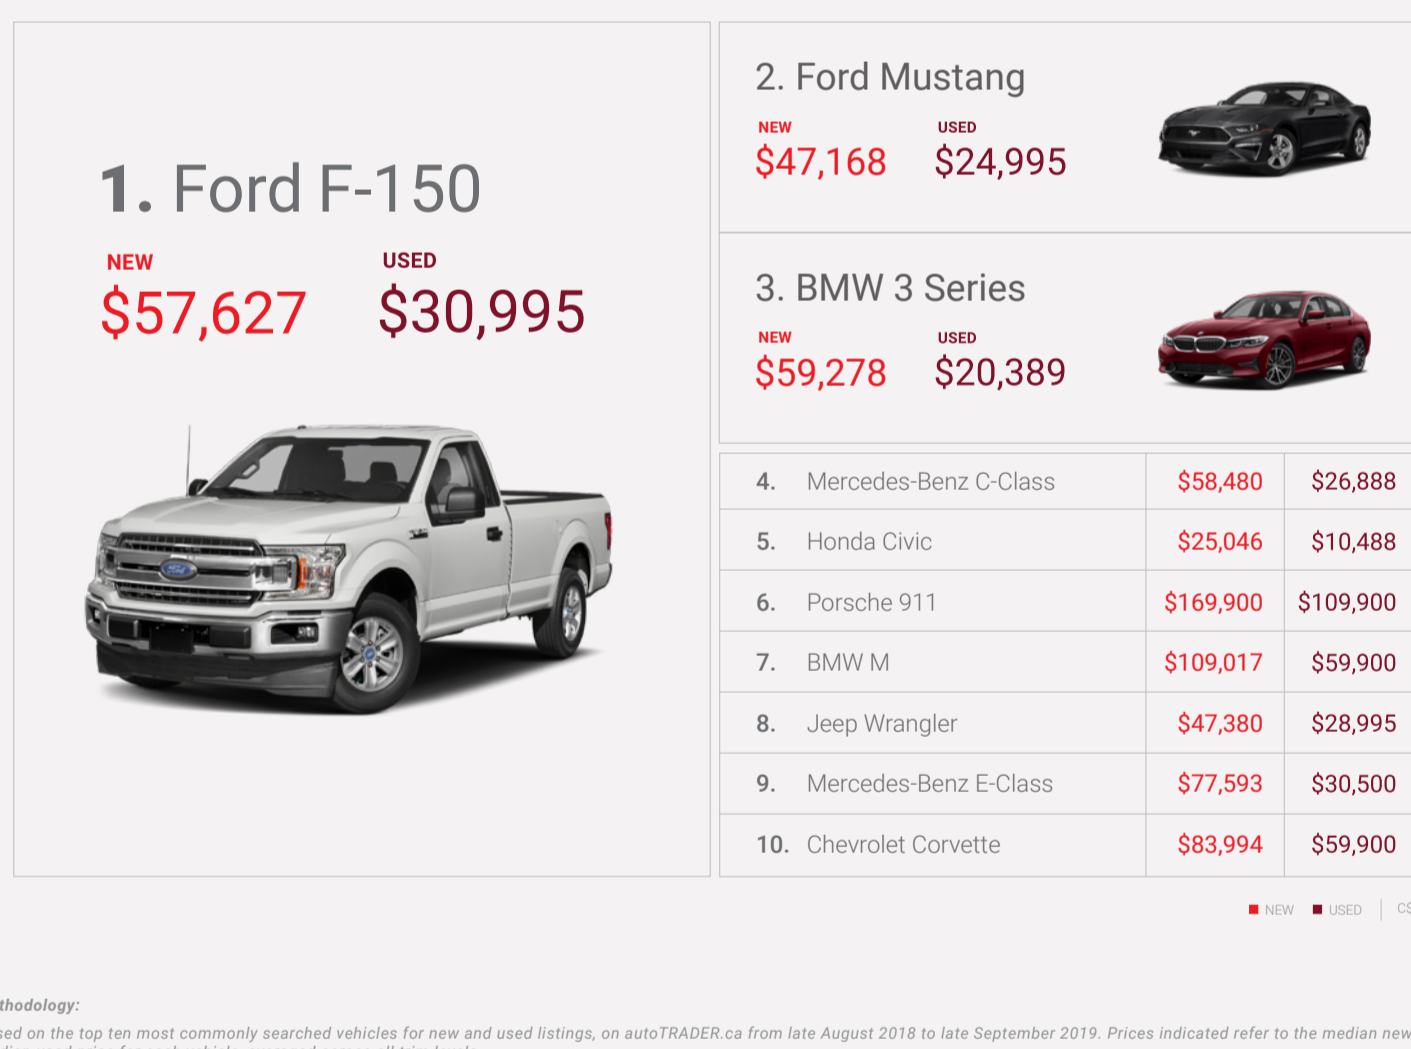 1. Ford F-150
NEW USED
$57,627 $30,995
2. Ford Mustang
NEW USED
$47,168 $24,995
3. BMW 3 Series
NEW USED
$59,278 $20,389
4. Mercedes-Benz C-Class $58,480 $26,888
5. Honda Civic $25,046 $10,488
6. Porsche 911 $169,900 $109,900
7. BMW M $109,017 $59,900
8. Jeep Wrangler $47,380 $28,995
9. Mercedes-Benz E-Class $77,593 $30,500
10. Chevrolet Corvette $83,994 $59,900
NEW USED C$
thodology:
sed on the top ten most commonly searched vehicles for new and used listings, on autoTRADER.ca from late August 2018 to late September 2019. Prices indicated refer to the median new